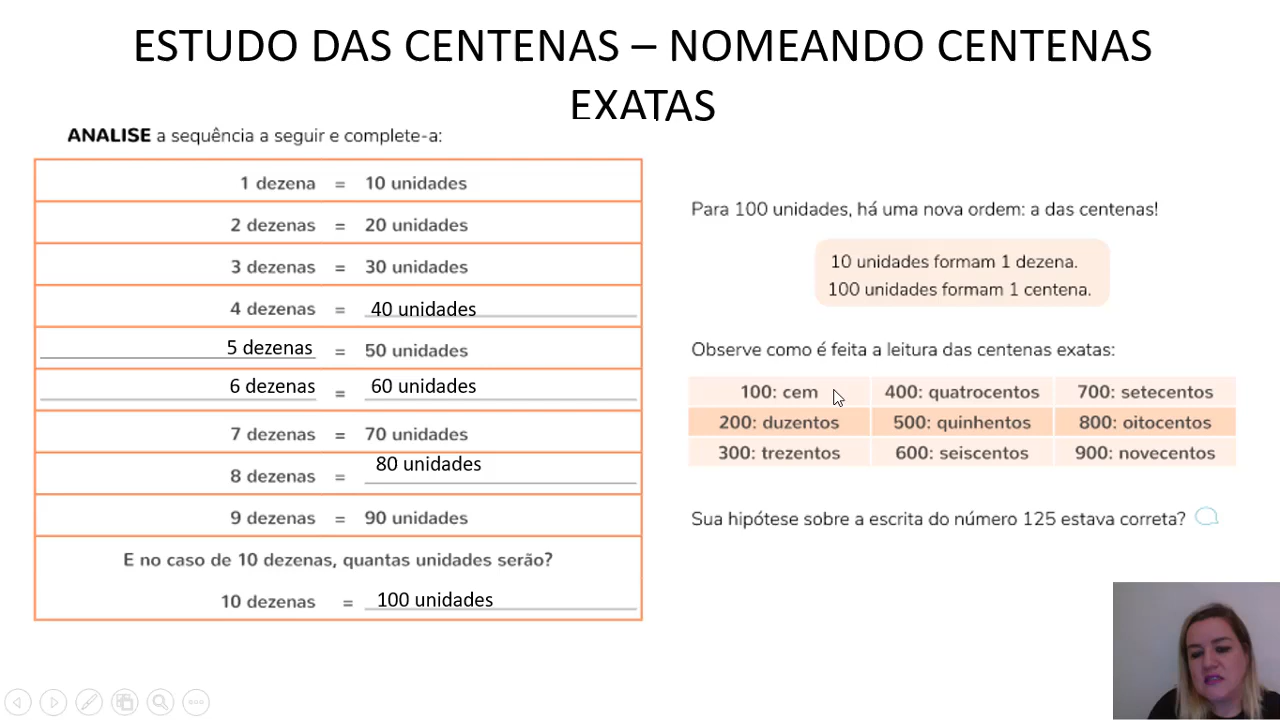 ESTUDO DAS CENTENAS – NOMEANDO CENTENAS
EXATAS
ANALISE a sequência a seguir e complete-a:
1 dezena = 10 unidades
2 dezenas = 20 unidades
3 dezenas = 30 unidades
4 dezenas = 40 unidades
5 dezenas = 50 unidades
6 dezenas = 60 unidades
7 dezenas = 70 unidades
8 dezenas = 80 unidades
9 dezenas = 90 unidades
E no caso de 10 dezenas, quantas unidades serão?
10 dezenas = 100 unidades
Para 100 unidades, há uma nova ordem: a das centenas!
10 unidades formam 1 dezena.
100 unidades formam 1 centena.
Observe como é feita a leitura das centenas exatas:
100: cem 400: quatrocentos 700: setecentos
200: duzentos 500: quinhentos 800: oitocentos
300: trezentos 600: seiscentos 900: novecentos
Sua hipótese sobre a escrita do número 125 estava correta?